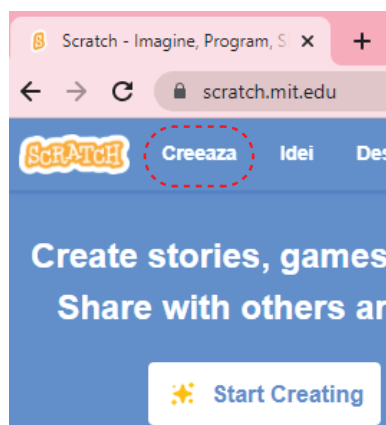 Scratch - Imagine, Program, S
scratch.mit.edu
SCRATCH Creeaza Idei Des
Create stories, games
Share with others ar
Start Creating